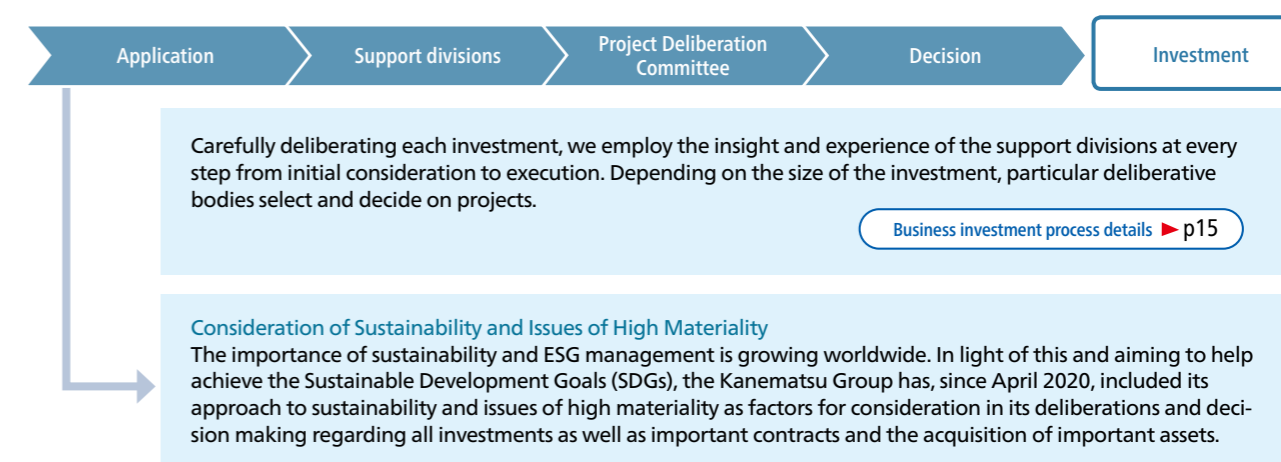 Application
Support divisions
Project Deliberation
Committee
Decision
Investment
Carefully deliberating each investment, we employ the insight and experience of the support divisions at every
step from initial consideration to execution. Depending on the size of the investment, particular deliberative
bodies select and decide on projects.
Business investment process details ▶ p15
Consideration of Sustainability and Issues of High Materiality
The importance of sustainability and ESG management is growing worldwide. In light of this and aiming to help
achieve the Sustainable Development Goals (SDGs), the Kanematsu Group has, since April 2020, included its
approach to sustainability and issues of high materiality as factors for consideration in its deliberations and deci-
sion making regarding all investments as well as important contracts and the acquisition of important assets.